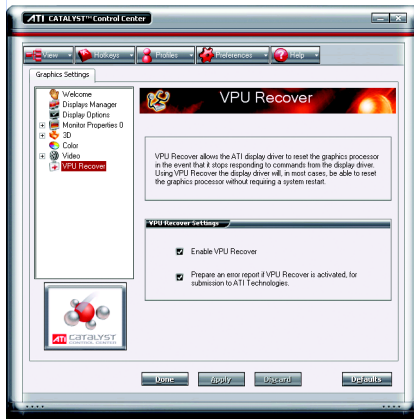 ATI CATALYST™ Control Center
View Hotkeys Profiles Preferences Help
Graphics Settings
Welcome
Displays Manager
Display Options
Monitor Properties 0
3D
Color
Video
VPU Recover
VPU Recover
VPU Recover allows the ATI display driver to reset the graphics processor
in the event that it stops responding to commands from the display driver.
Using VPU Recover the display driver will, in most cases, be able to reset
the graphics processor without requiring a system restart.
VPU Recover Settings
Enable VPU Recover
Prepare an error report if VPU Recover is activated, for
submission to ATI Technologies.
ATI CATALYST
CONTROL CENTER
Done Apply Discard Defaults